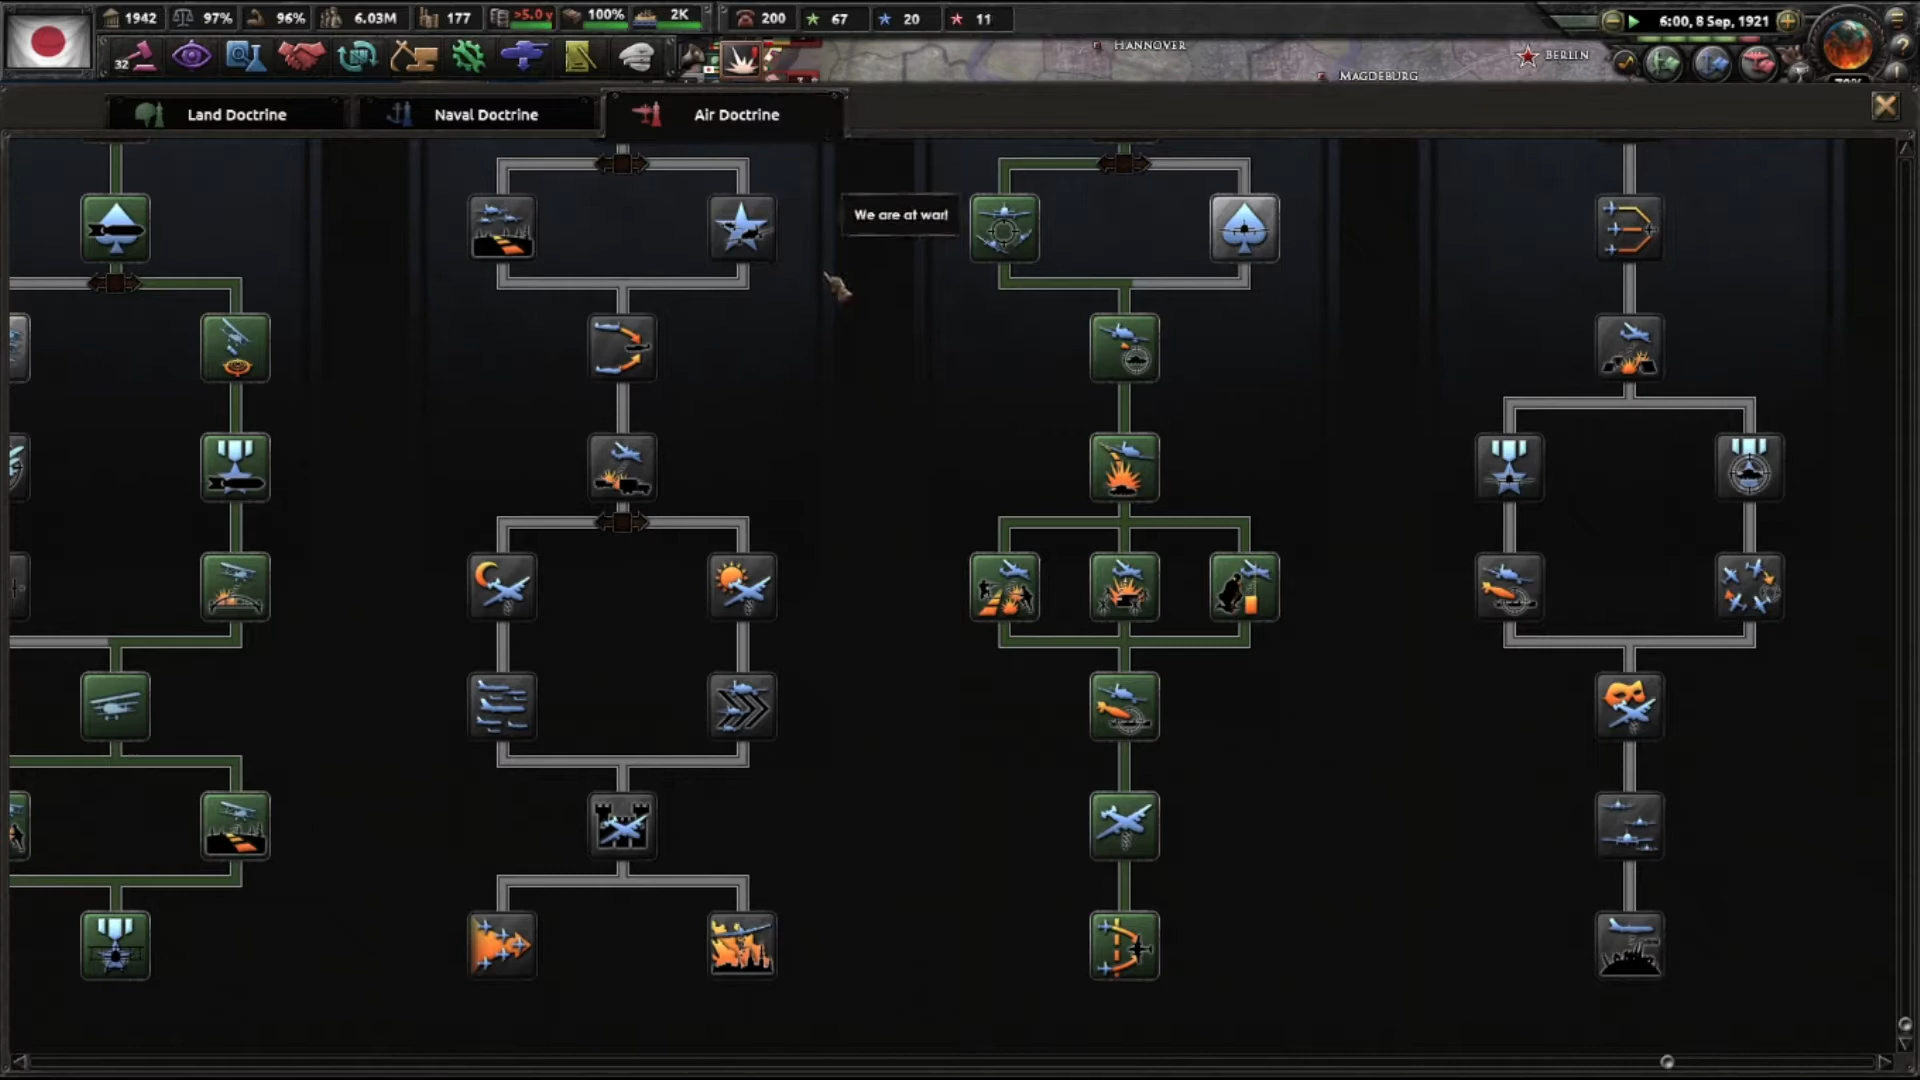 1942 97% 96% 6.03M 177 >5.0 y 100% 2K 200 67 20 11 6:00, 8 Sep, 1921
32
HANNOVER
BERLIN
MAGDEBURG
Land Doctrine
Naval Doctrine
Air Doctrine
We are at war!